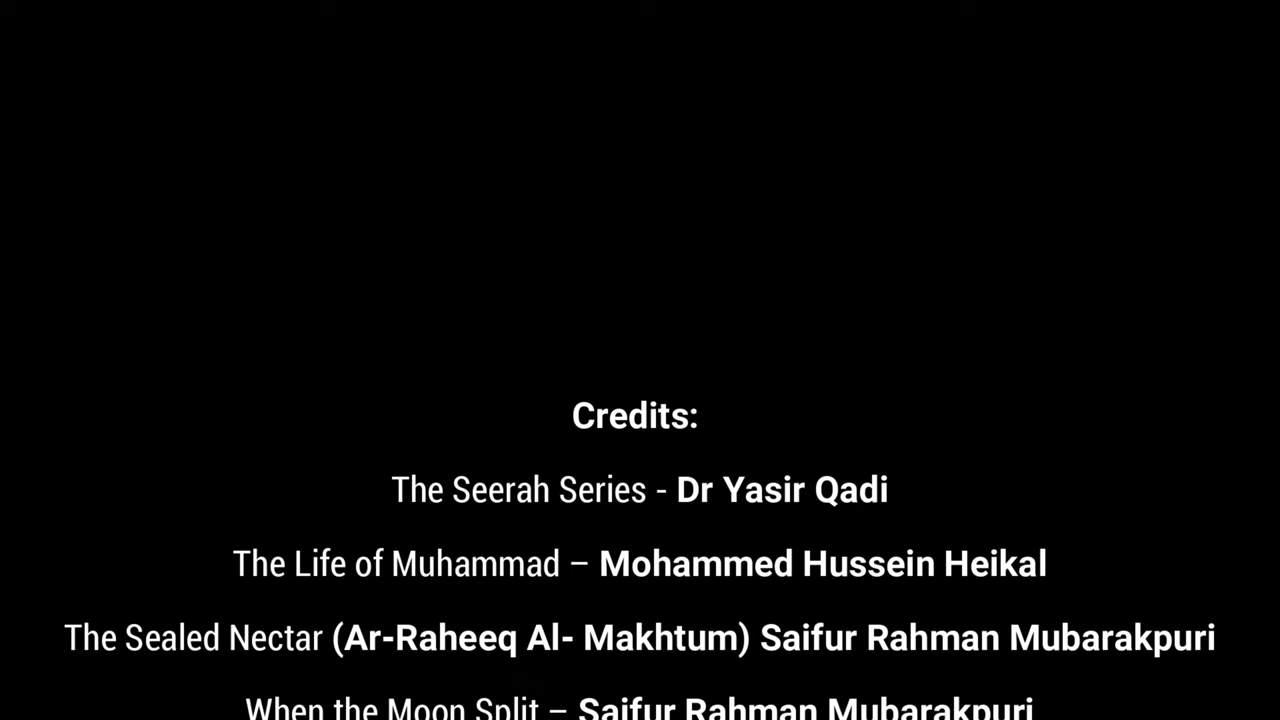 Credits:
The Seerah Series - Dr Yasir Qadi
The Life of Muhammad – Mohammed Hussein Heikal
The Sealed Nectar (Ar-Raheeq Al- Makhtum) Saifur Rahman Mubarakpuri
When the Moon Split – Saifur Rahman Mubarakpuri